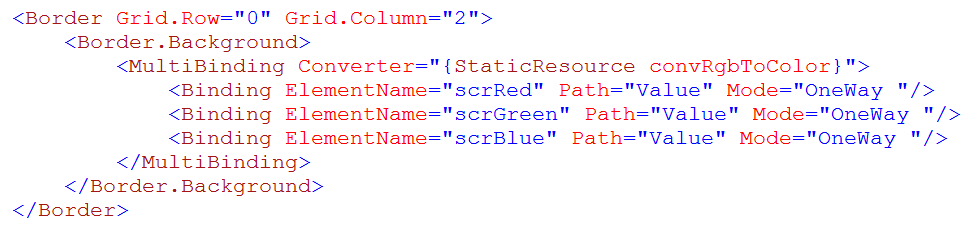 <Border Grid.Row="0" Grid.Column="2">
    <Border.Background>
        <MultiBinding Converter="{StaticResource convRgbToColor}">
            <Binding ElementName="scrRed" Path="Value" Mode="OneWay "/>
            <Binding ElementName="scrGreen" Path="Value" Mode="OneWay "/>
            <Binding ElementName="scrBlue" Path="Value" Mode="OneWay "/>
        </MultiBinding>
    </Border.Background>
</Border>